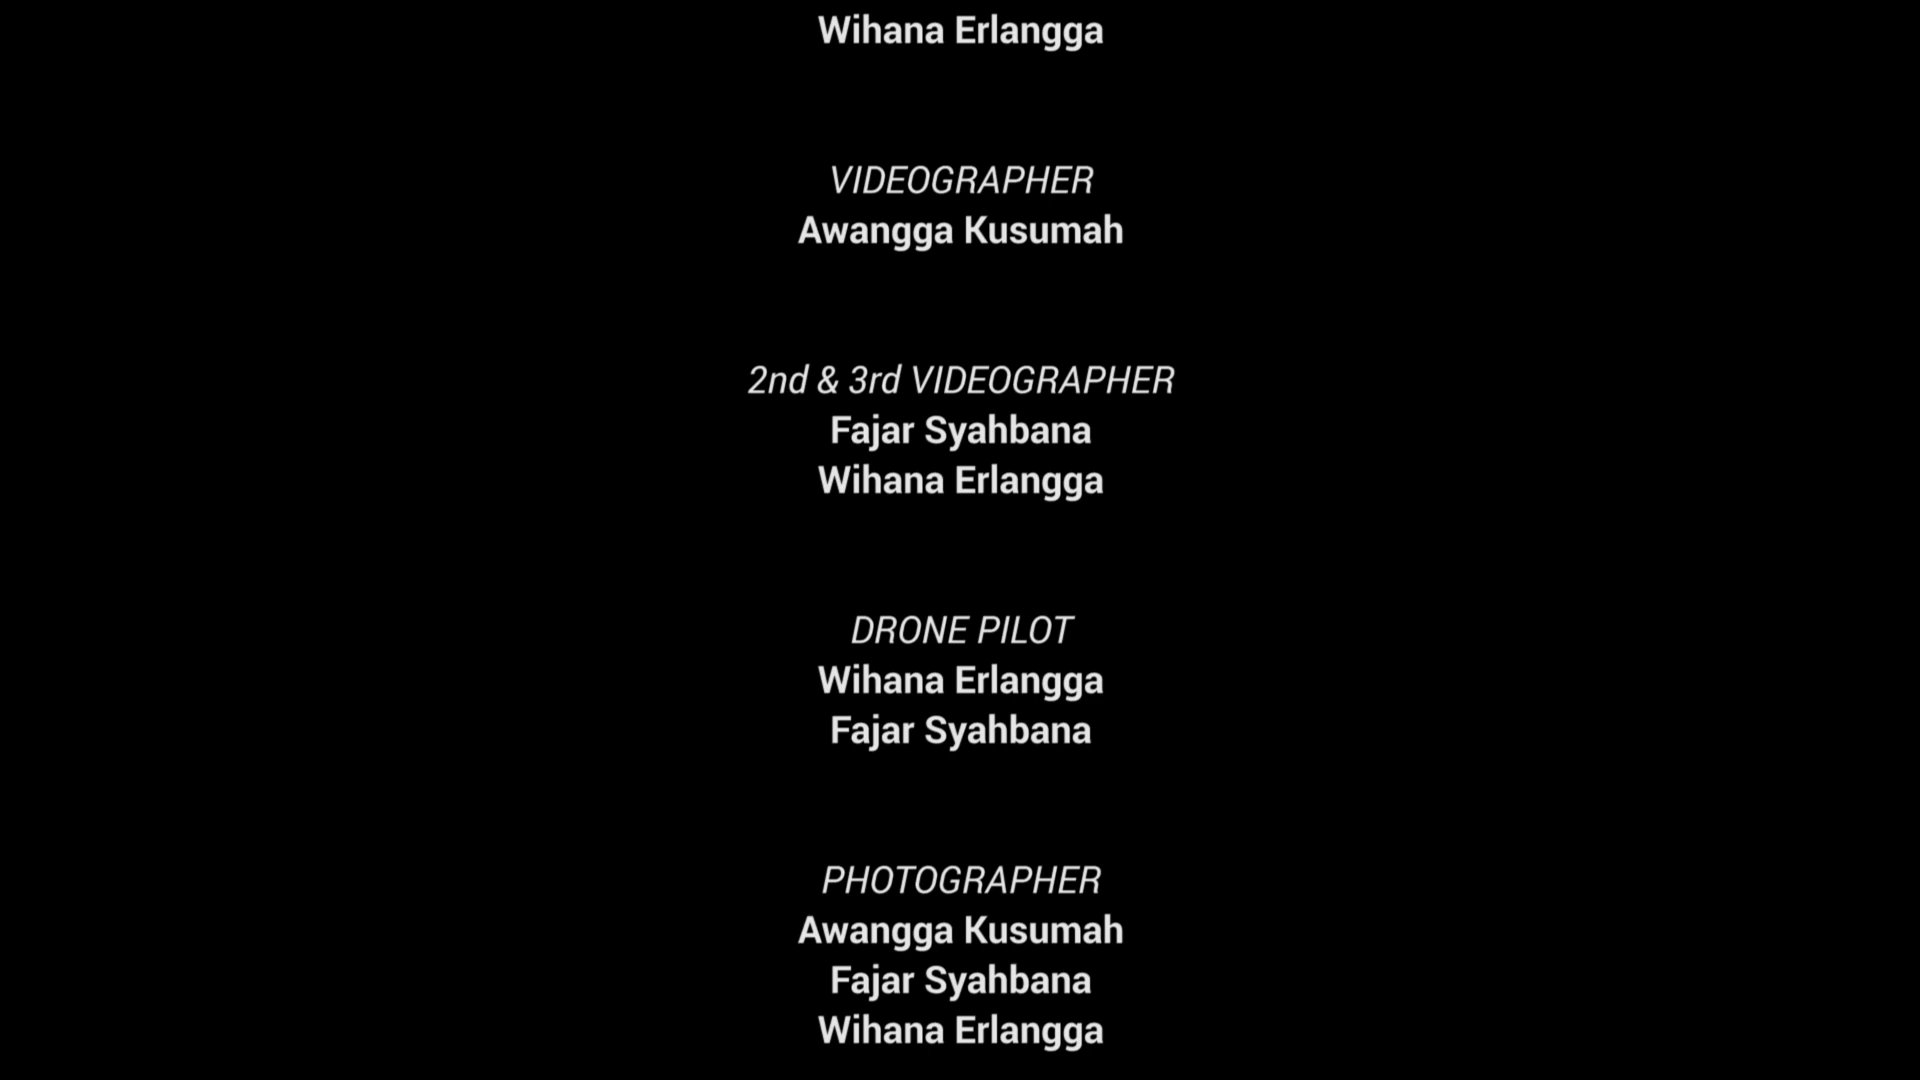 Wihana Erlangga
VIDEOGRAPHER
Awangga Kusumah
2nd & 3rd VIDEOGRAPHER
Fajar Syahbana
Wihana Erlangga
DRONE PILOT
Wihana Erlangga
Fajar Syahbana
PHOTOGRAPHER
Awangga Kusumah
Fajar Syahbana
Wihana Erlangga